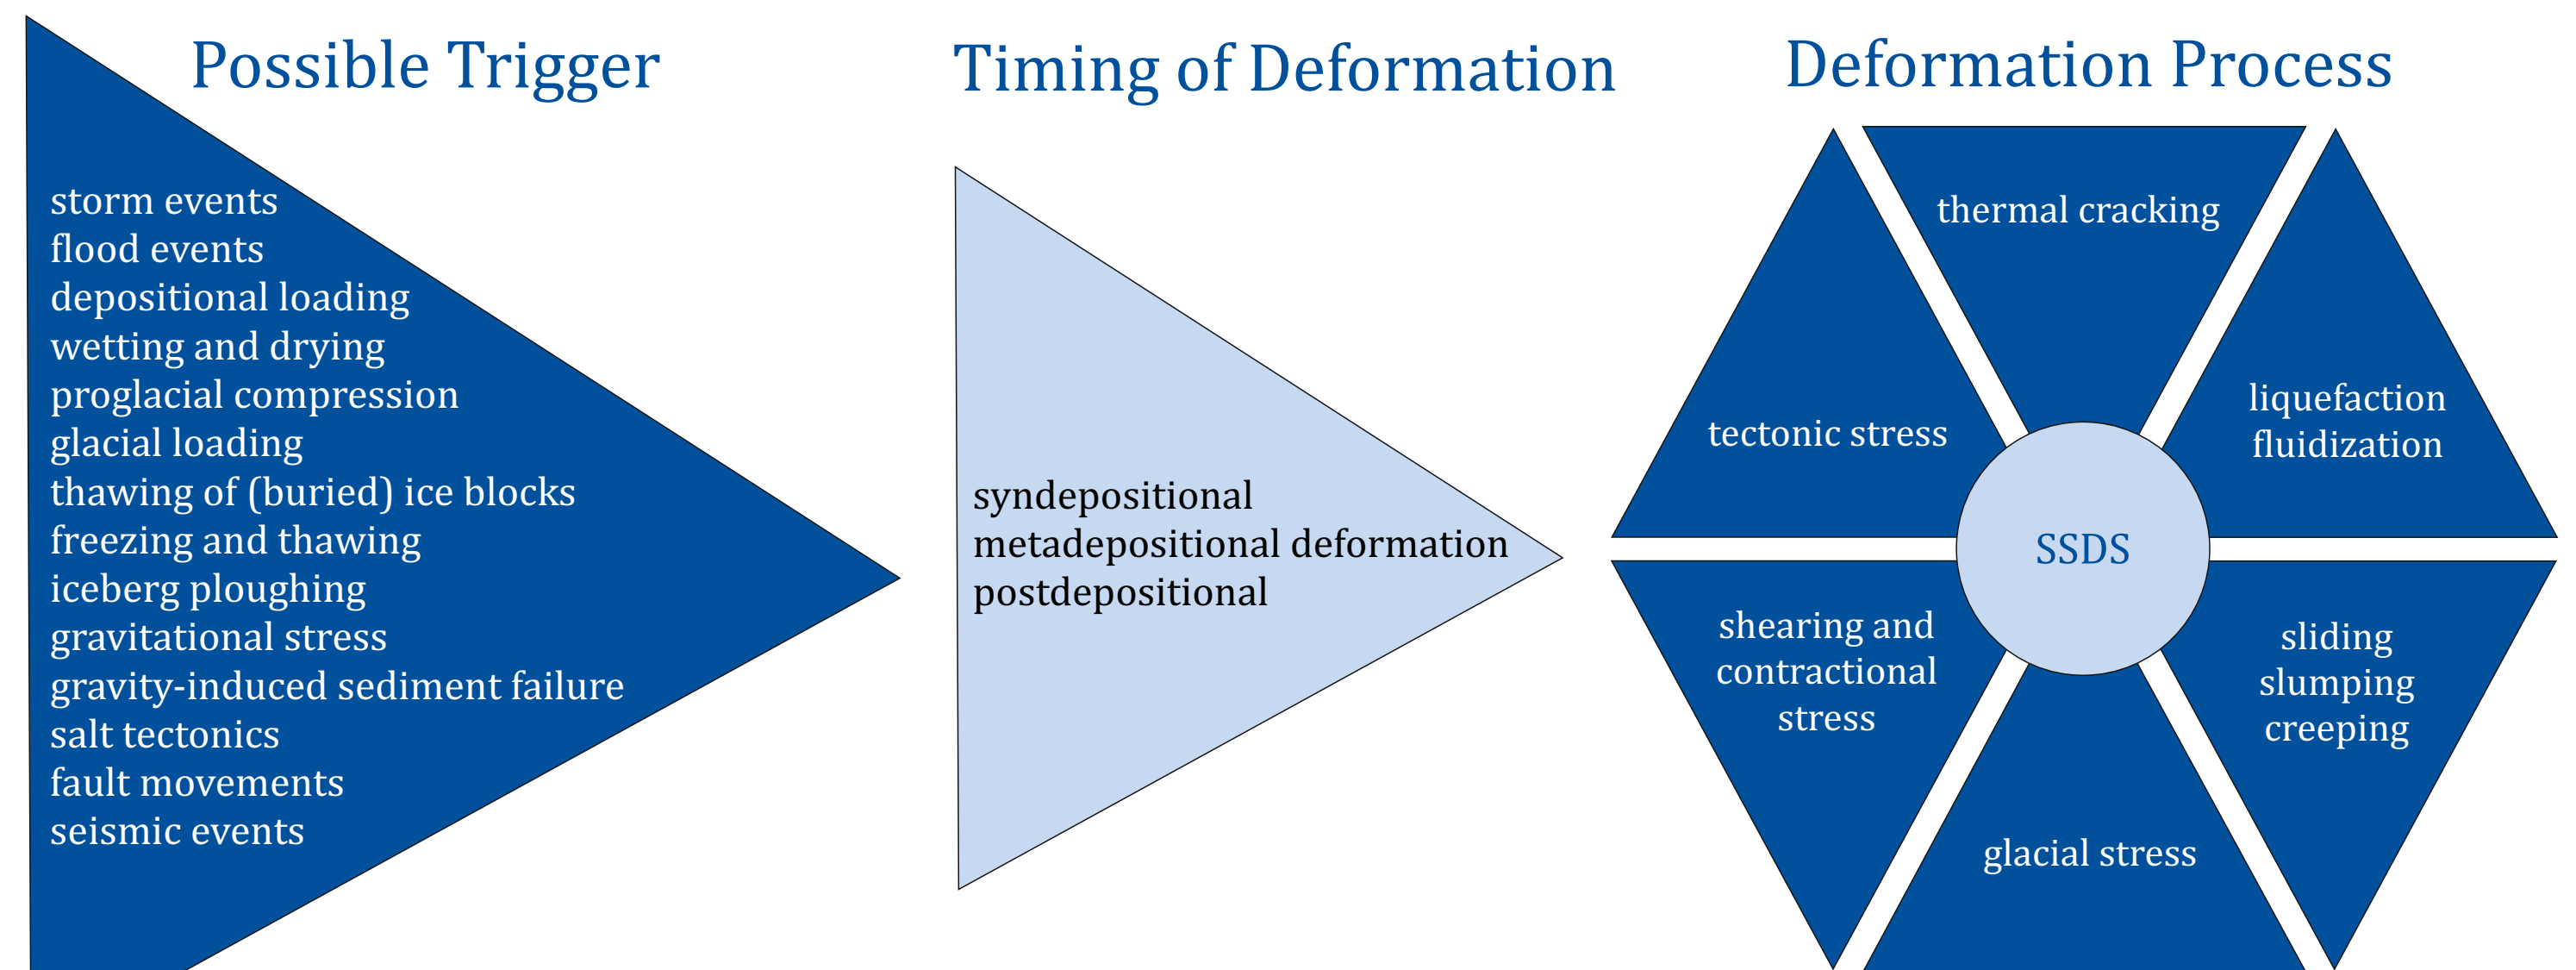 Possible Trigger
storm events
flood events
depositional loading
wetting and drying
proglacial compression
glacial loading
thawing of (buried) ice blocks
freezing and thawing
iceberg ploughing
gravitational stress
gravity-induced sediment failure
salt tectonics
fault movements
seismic events
Timing of Deformation
syndepositional
metadepositional deformation
postdepositional
Deformation Process
thermal cracking
tectonic stress
liquefaction
fluidization
SSDS
shearing and
contractional
stress
sliding
slumping
creeping
glacial stress